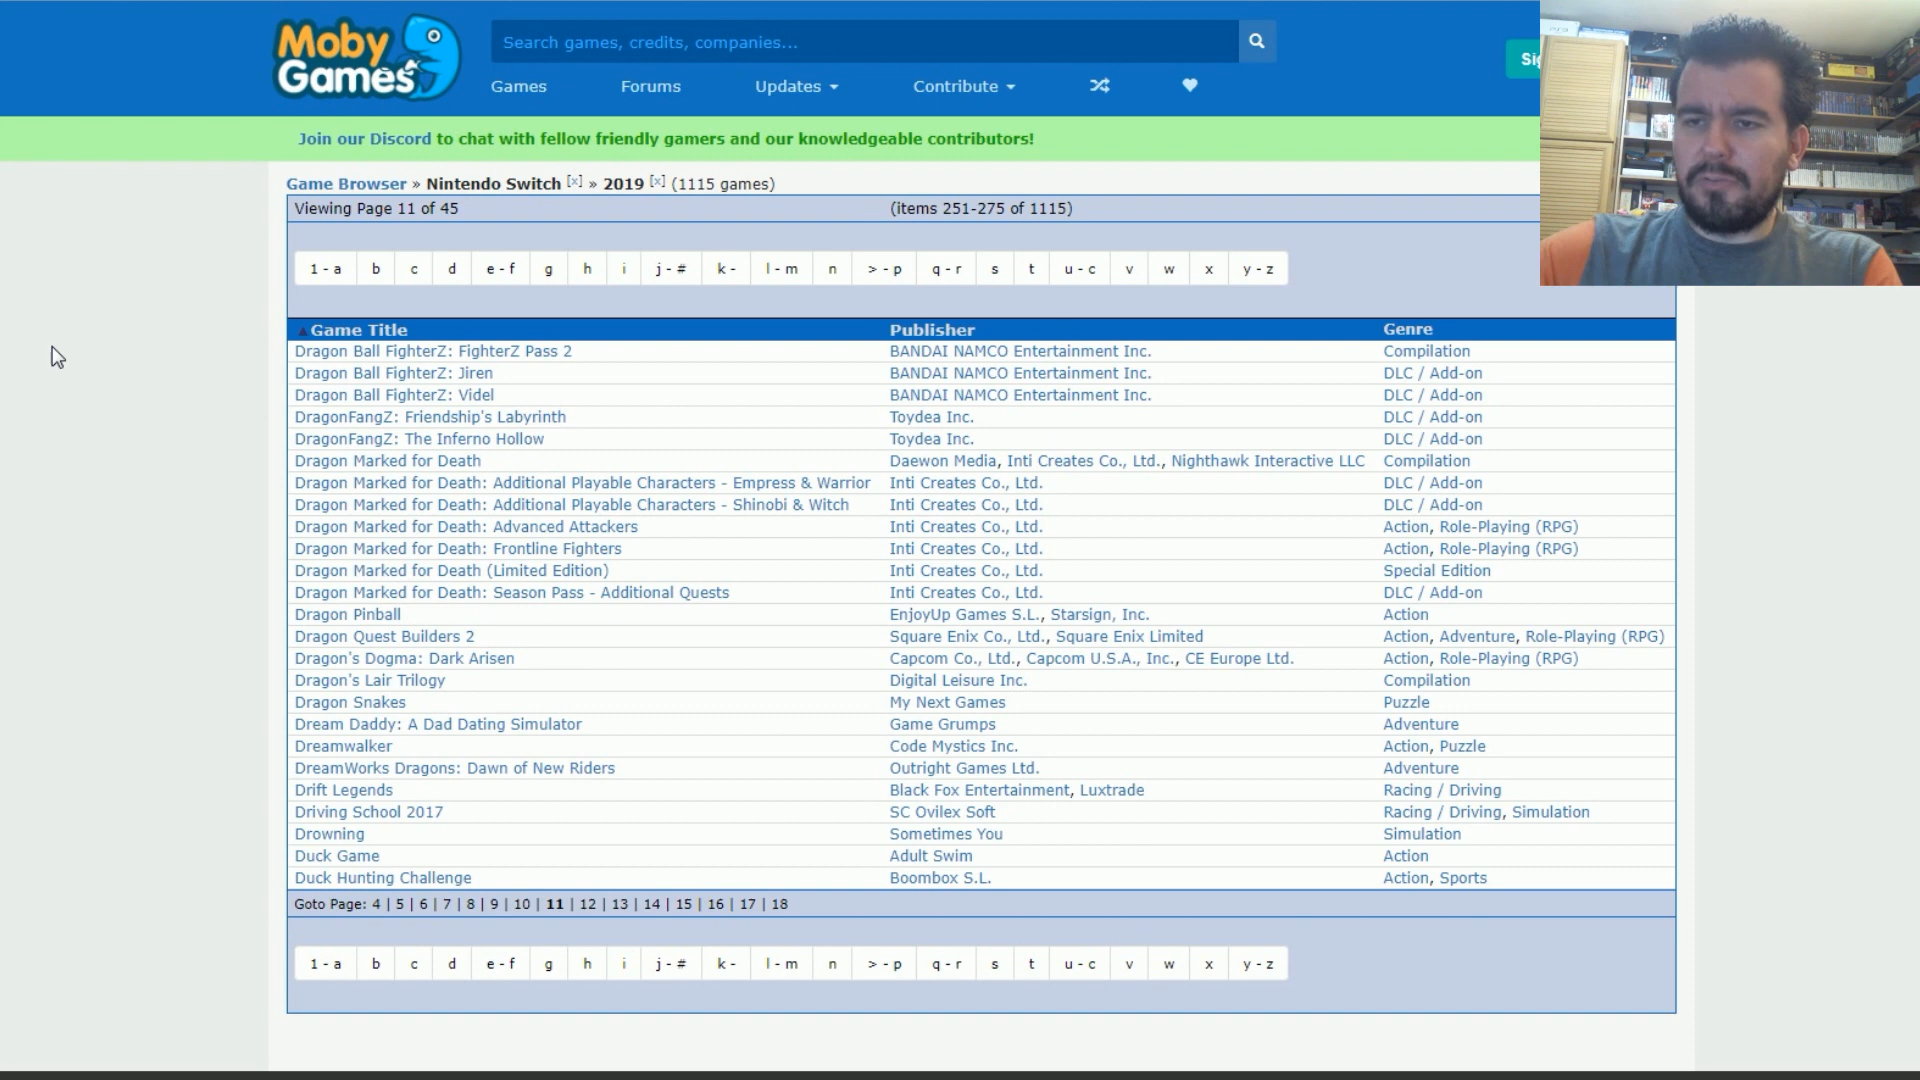 Moby Games
Search games, credits, companies...
Games Forums Updates Contribute
Join our Discord to chat with fellow friendly gamers and our knowledgeable contributors!
Game Browser » Nintendo Switch [x] » 2019 [x] (1115 games)
Viewing Page 11 of 45 (items 251-275 of 1115)
1 - a b c d e - f g h i j - # k - l - m n > - p q - r s t u - c v w x y - z
Game Title Publisher Genre
Dragon Ball FighterZ: FighterZ Pass 2 BANDAI NAMCO Entertainment Inc. Compilation
Dragon Ball FighterZ: Jiren BANDAI NAMCO Entertainment Inc. DLC / Add-on
Dragon Ball FighterZ: Videl BANDAI NAMCO Entertainment Inc. DLC / Add-on
DragonFangZ: Friendship's Labyrinth Toydea Inc. DLC / Add-on
DragonFangZ: The Inferno Hollow Toydea Inc. DLC / Add-on
Dragon Marked for Death Daewon Media, Inti Creates Co., Ltd., Nighthawk Interactive LLC Compilation
Dragon Marked for Death: Additional Playable Characters - Empress & Warrior Inti Creates Co., Ltd. DLC / Add-on
Dragon Marked for Death: Additional Playable Characters - Shinobi & Witch Inti Creates Co., Ltd. DLC / Add-on
Dragon Marked for Death: Advanced Attackers Inti Creates Co., Ltd. Action, Role-Playing (RPG)
Dragon Marked for Death: Frontline Fighters Inti Creates Co., Ltd. Action, Role-Playing (RPG)
Dragon Marked for Death (Limited Edition) Inti Creates Co., Ltd. Special Edition
Dragon Marked for Death: Season Pass - Additional Quests Inti Creates Co., Ltd. DLC / Add-on
Dragon Pinball EnjoyUp Games S.L., Starsign, Inc. Action
Dragon Quest Builders 2 Square Enix Co., Ltd., Square Enix Limited Action, Adventure, Role-Playing (RPG)
Dragon's Dogma: Dark Arisen Capcom Co., Ltd., Capcom U.S.A., Inc., CE Europe Ltd. Action, Role-Playing (RPG)
Dragon's Lair Trilogy Digital Leisure Inc. Compilation
Dragon Snakes My Next Games Puzzle
Dream Daddy: A Dad Dating Simulator Game Grumps Adventure
Dreamwalker Code Mystics Inc. Action, Puzzle
DreamWorks Dragons: Dawn of New Riders Outright Games Ltd. Adventure
Drift Legends Black Fox Entertainment, Luxtrade Racing / Driving
Driving School 2017 SC Ovilex Soft Racing / Driving, Simulation
Drowning Sometimes You Simulation
Duck Game Adult Swim Action
Duck Hunting Challenge Boombox S.L. Action, Sports
Goto Page: 4 | 5 | 6 | 7 | 8 | 9 | 10 | 11 | 12 | 13 | 14 | 15 | 16 | 17 | 18
1 - a b c d e - f g h i j - # k - l - m n > - p q - r s t u - c v w x y - z